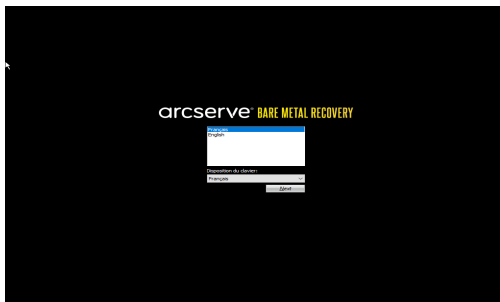 arcserve® BARE METAL RECOVERY
Français
English
Disposition du clavier:
Français
Next